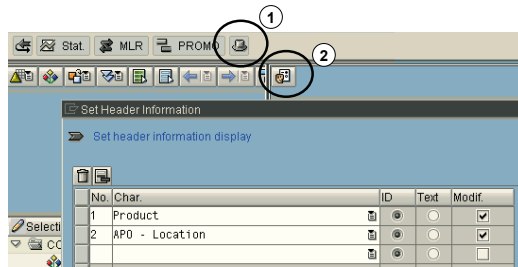 1
Stat. MLR PROMO
2
Set Header Information
Set header information display
No. Char. ID Text Modif.
1 Product
2 APO - Location
Selecti
CO